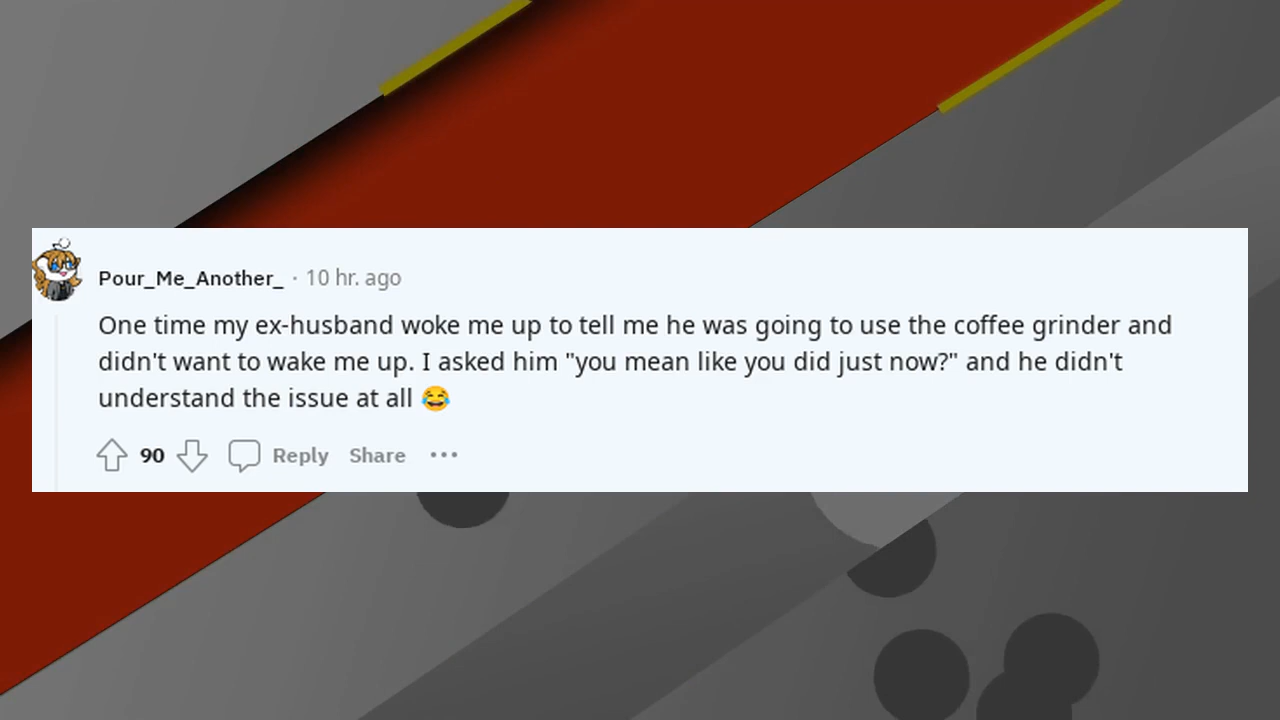 Pour_Me_Another_ · 10 hr. ago
One time my ex-husband woke me up to tell me he was going to use the coffee grinder and
didn't want to wake me up. I asked him "you mean like you did just now?" and he didn't
understand the issue at all 😂
90 Reply Share ···